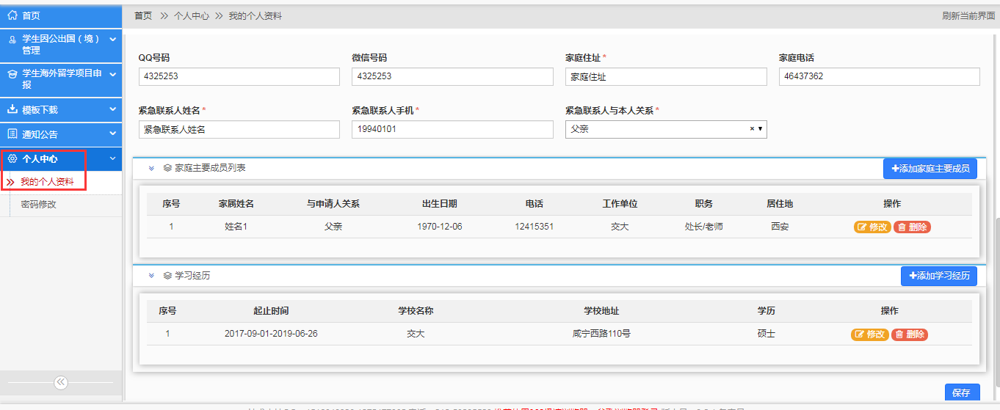 首页
学生因公出国（境）
管理
学生海外留学项目申
报
模板下载
通知公告
个人中心
我的个人资料
密码修改
首页 个人中心 我的个人资料
刷新当前界面
QQ号码 微信号码 家庭住址* 家庭电话
4325253 4325253 家庭住址 46437362
紧急联系人姓名* 紧急联系人手机* 紧急联系人与本人关系*
紧急联系人姓名 19940101 父亲 ×
家庭主要成员列表 +添加家庭主要成员
序号 家属姓名 与申请人关系 出生日期 电话 工作单位 职务 居住地 操作
1 姓名1 父亲 1970-12-06 12415351 交大 处长/老师 西安 修改 删除
学习经历 +添加学习经历
序号 起止时间 学校名称 学校地址 学历 操作
1 2017-09-01-2019-06-26 交大 咸宁西路110号 硕士 修改 删除
保存